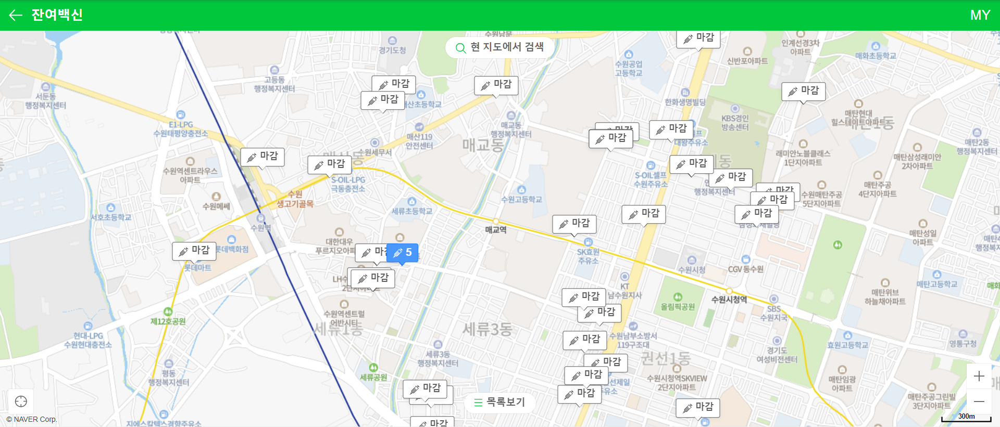 잔여백신
MY
현 지도에서 검색
수원남문
마감
인계선경3차
아파트
매화초등학교
경기도청
신반포아파트
수원공업
고등학교
고등동
행정복지센터
마감
마감
마감
마감
서둔동
행정복지센터
매산초등학교
한화생명빌딩
E1-LPG
수원태평양충전소
매교동
행정복지센터
KBS경인
방송센터
매탄현대
힐스테이트아파트
매탄1동
매산119
안전센터
수원세무서
매교동
마감
마감
마감
대왕주유소
매탄2동
행정복지센터
래미안노블클래스
1단지아파트
매탄삼성래미안
2차아파트
마감
마감
마감
마감
수원역센트라우스
아파트
S-OIL-LPG
극동충전소
S-OIL셀프
수원주유소
행정복지센터
매탄주공
4단지아파트
수원
생고기골목
수원고등학교
마감
마감
수원매탄주공
5단지아파트
수원메쎄
세류초등학교
서호초등학교
마감
마감
마감
수원역
매교역
매탄성일
아파트
대한대우
푸르지오아파
롯데백화점
마감
롯데마트
5
SK효원
주유소
수원시청
CGV 동수원
마감
KT
남수원지사
매탄고등학교
매탄위브
하늘채아파트
마감
마감
수원시청역
올림픽공원
SBS
수원지국
수원역센트럴
어반시티
제12호공원
세류1동
세류3동
현대-LPG
수원현대충전소
마감
수원남부소방서
119구조대
경기도
여성비전센터
효원고등학교
영통구청
세류3동
행정복지센터
권선1동
마감
마감
평동
행정복지센터
세류공원
수원시청역SKVIEW
2단지아파트
매탄임광
아파트
마감
마감
매탄주공그린빌
3단지아파트
목록보기
마감
300m
© NAVER Corp.
지에스칼텍스경향주유소
마감